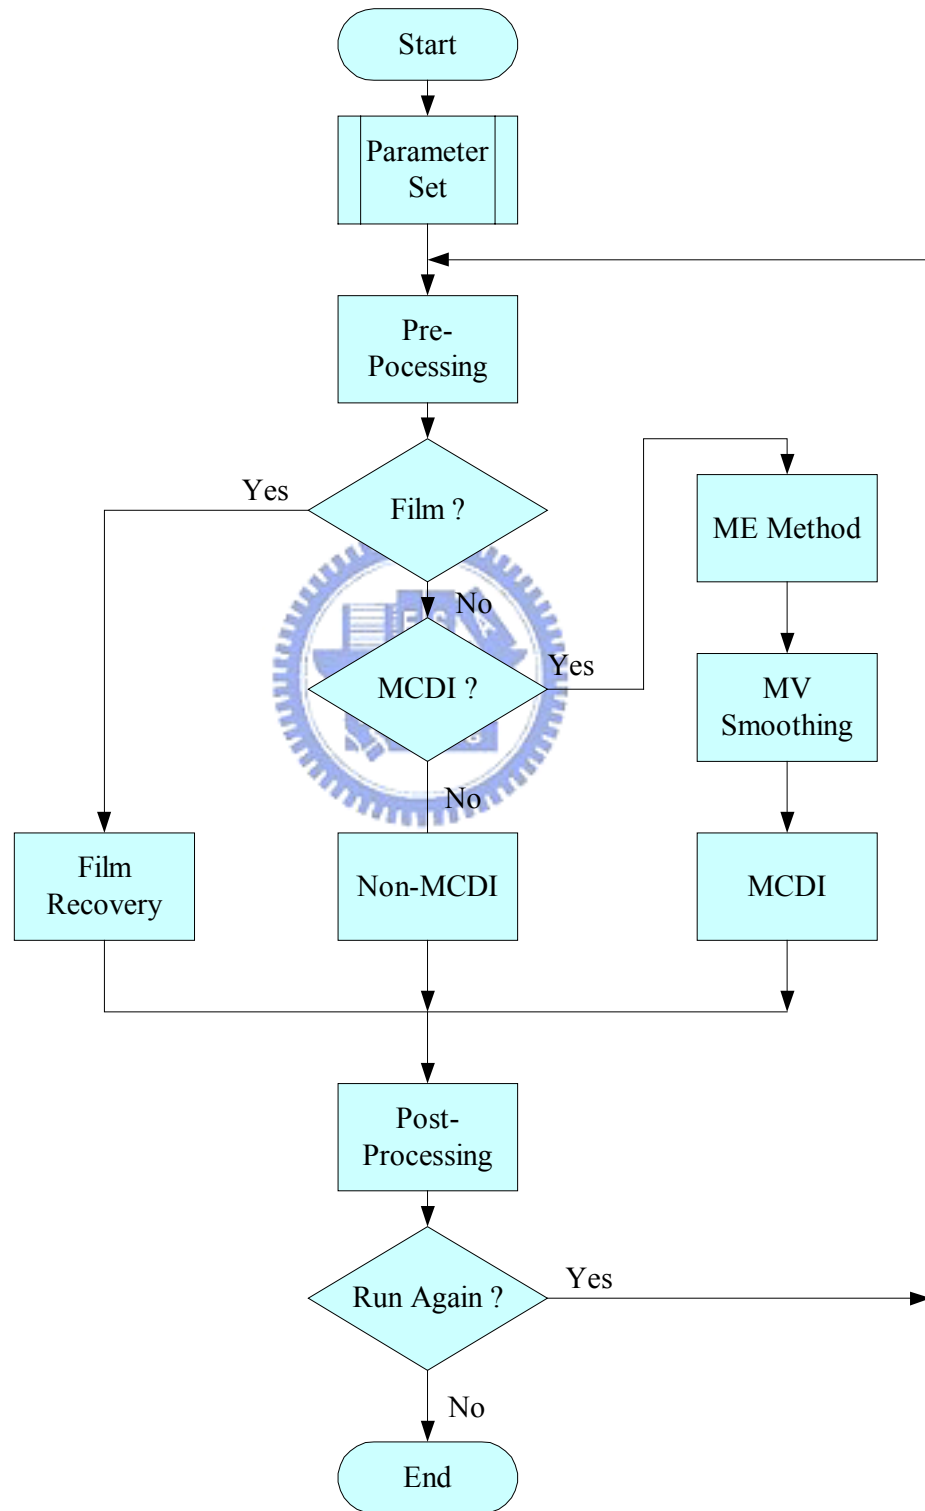 Start
Parameter
Set
Pre-
Pocessing
Yes
Film ?
No
ME Method
MCDI ?
Yes
MV
Smoothing
No
Film
Recovery
Non-MCDI
MCDI
Post-
Processing
Run Again ?
Yes
No
End